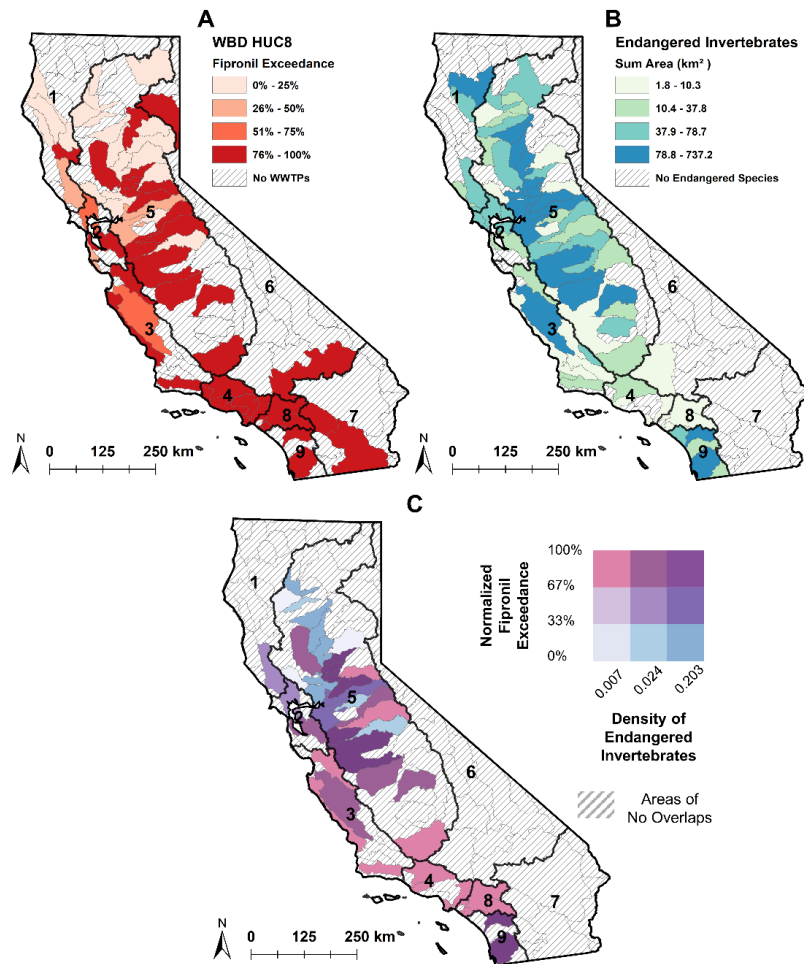 A
WBD HUC8
Fipronil Exceedance
0% - 25%
26% - 50%
51% - 75%
76% - 100%
No WWTPs
1
2
3
4
5
6
7
8
9
N
0 125 250 km
B
Endangered Invertebrates
Sum Area (km² )
1.8 - 10.3
10.4 - 37.8
37.9 - 78.7
78.8 - 737.2
No Endangered Species
1
2
3
4
5
6
7
8
9
N
0 125 250 km
C
Normalized
Fipronil
Exceedance
100%
67%
33%
0%
0.007
0.024
0.203
Density of
Endangered
Invertebrates
Areas of
No Overlaps
1
2
3
4
5
6
7
8
9
N
0 125 250 km